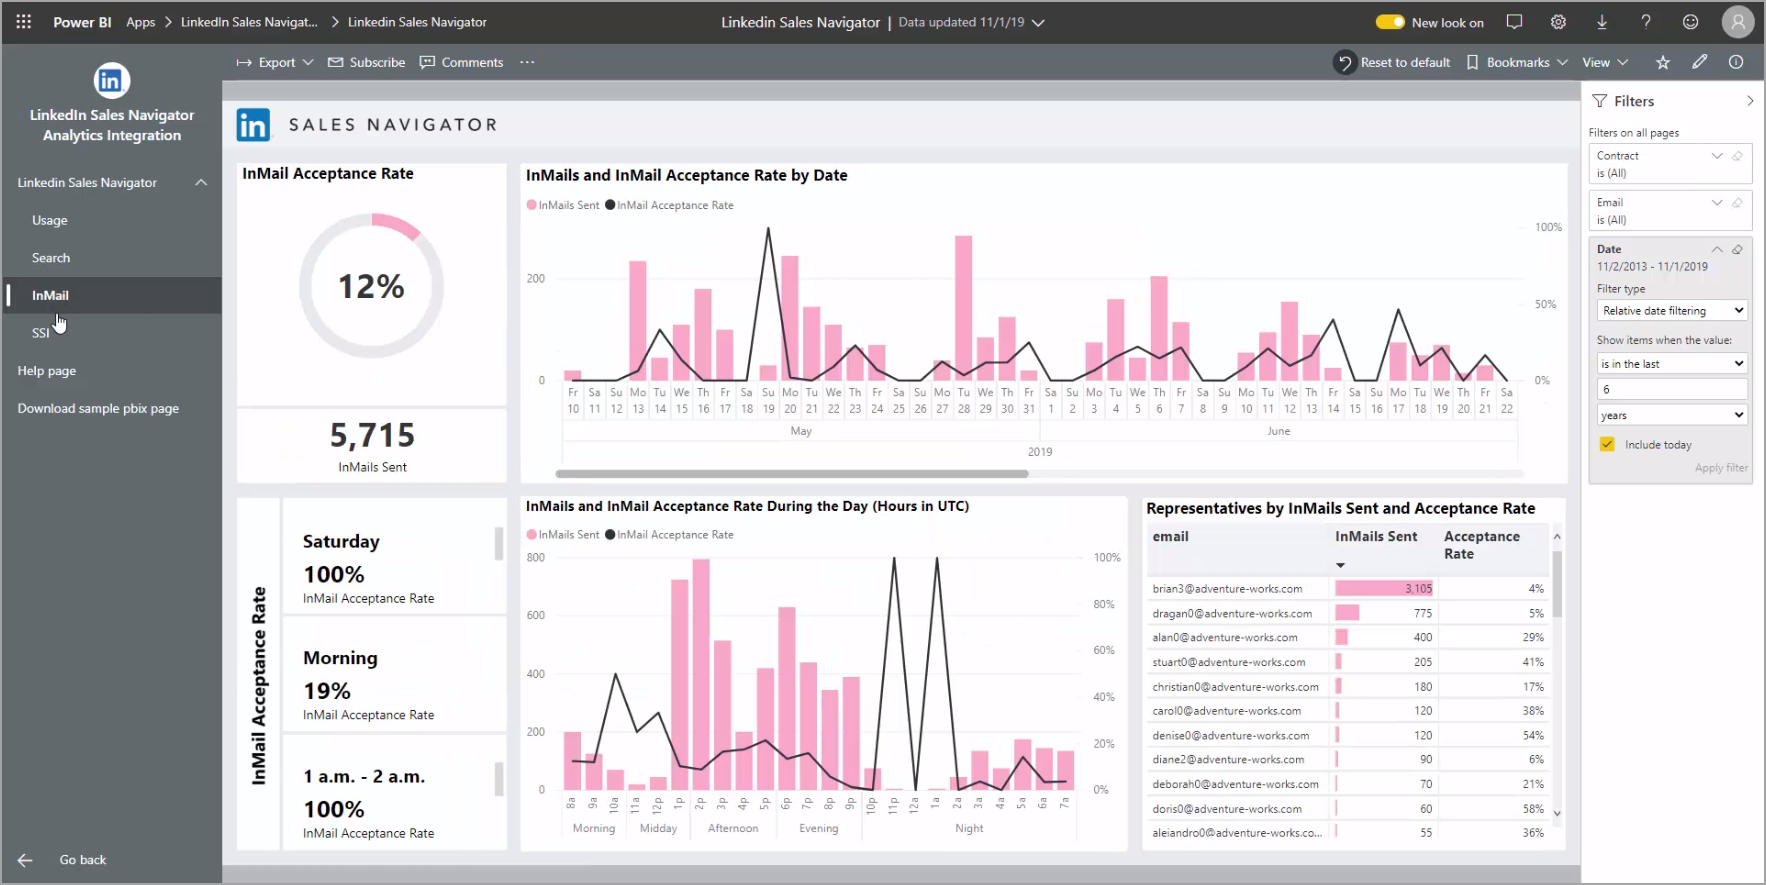 Power BI Apps > LinkedIn Sales Navigat... > Linkedin Sales Navigator
Linkedin Sales Navigator | Data updated 11/1/19
New look on
in
LinkedIn Sales Navigator
Analytics Integration
Linkedin Sales Navigator
Usage
Search
InMail
SSI
Help page
Download sample pbix page
Go back
Export Subscribe Comments ...
Reset to default Bookmarks View
in SALES NAVIGATOR
InMail Acceptance Rate
12%
5,715
InMails Sent
InMails and InMail Acceptance Rate by Date
InMails Sent InMail Acceptance Rate
200
0
100%
50%
0%
Fr Sa Su Mo Tu We Th Fr Sa Su Mo Tu We Th Fr Sa Su Mo Tu We Th Fr Sa Su Mo Tu We Th Fr Sa Su Mo Tu We Th Fr Sa Su Mo Tu We Th Fr Sa
10 11 12 13 14 15 16 17 18 19 20 21 22 23 24 25 26 27 28 29 30 31 1 2 3 4 5 6 7 8 9 10 11 12 13 14 15 16 17 18 19 20 21 22
May June
2019
InMail Acceptance Rate
Saturday
100%
InMail Acceptance Rate
Morning
19%
InMail Acceptance Rate
1 a.m. - 2 a.m.
100%
InMail Acceptance Rate
InMails and InMail Acceptance Rate During the Day (Hours in UTC)
InMails Sent InMail Acceptance Rate
800
600
400
200
0
100%
80%
60%
40%
20%
0%
8a 9a 10a 11a 12p 1p 2p 3p 4p 5p 6p 7p 8p 9p 10p 11p 12a 1a 2a 3a 4a 5a 6a 7a
Morning Midday Afternoon Evening Night
Representatives by InMails Sent and Acceptance Rate
email InMails Sent Acceptance
Rate
brian3@adventure-works.com 3,105 4%
dragan0@adventure-works.com 775 5%
alan0@adventure-works.com 400 29%
stuart0@adventure-works.com 205 41%
christian0@adventure-works.com 180 17%
carol0@adventure-works.com 120 38%
denise0@adventure-works.com 120 54%
diane2@adventure-works.com 90 6%
deborah0@adventure-works.com 70 21%
doris0@adventure-works.com 60 58%
alejandro0@adventure-works.co... 55 36%
Filters
Filters on all pages
Contract
is (All)
Email
is (All)
Date
11/2/2013 - 11/1/2019
Filter type
Relative date filtering
Show items when the value:
is in the last
6
years
Include today
Apply filter